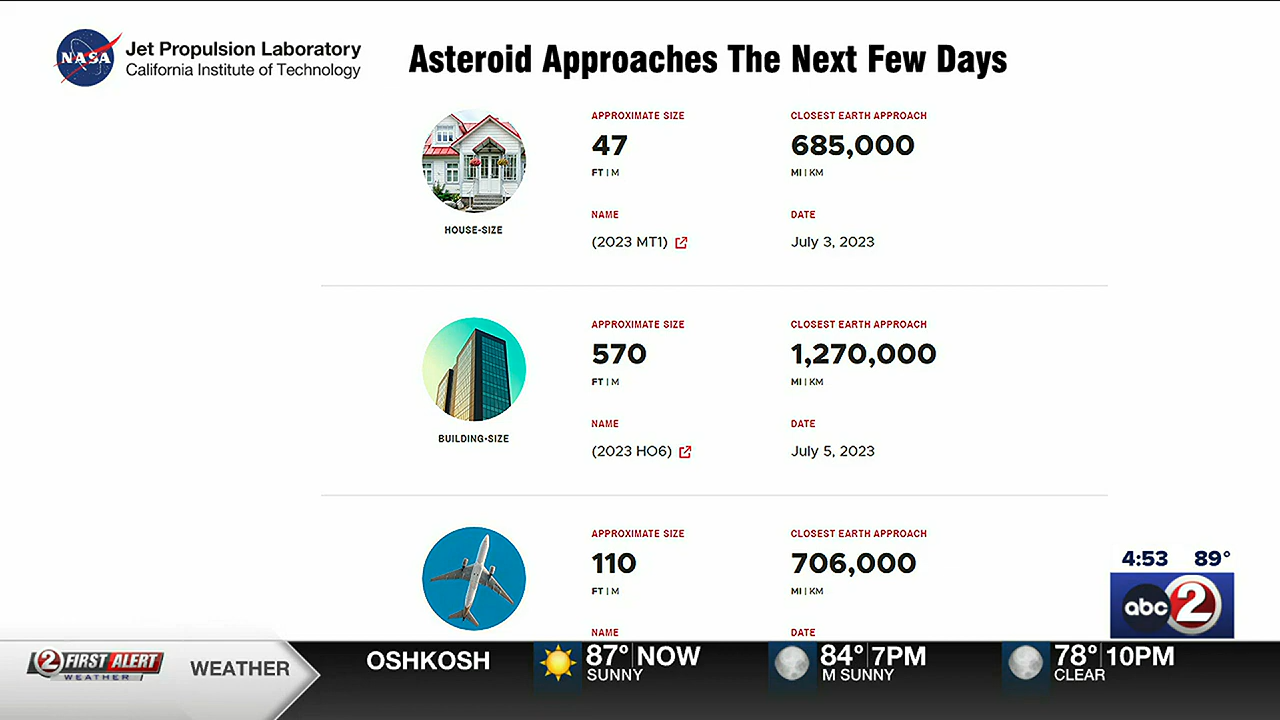 NASA
Jet Propulsion Laboratory
California Institute of Technology
Asteroid Approaches The Next Few Days
APPROXIMATE SIZE
CLOSEST EARTH APPROACH
47
685,000
FT | M
MI | KM
NAME
DATE
HOUSE-SIZE
(2023 MT1)
July 3, 2023
APPROXIMATE SIZE
CLOSEST EARTH APPROACH
570
1,270,000
FT | M
MI | KM
NAME
DATE
BUILDING-SIZE
(2023 HO6)
July 5, 2023
APPROXIMATE SIZE
CLOSEST EARTH APPROACH
110
706,000
FT | M
MI | KM
NAME
DATE
4:53 89°
abc 2
2 FIRST ALERT
WEATHER
WEATHER
OSHKOSH
87° NOW
SUNNY
84° 7PM
M SUNNY
78° 10PM
CLEAR